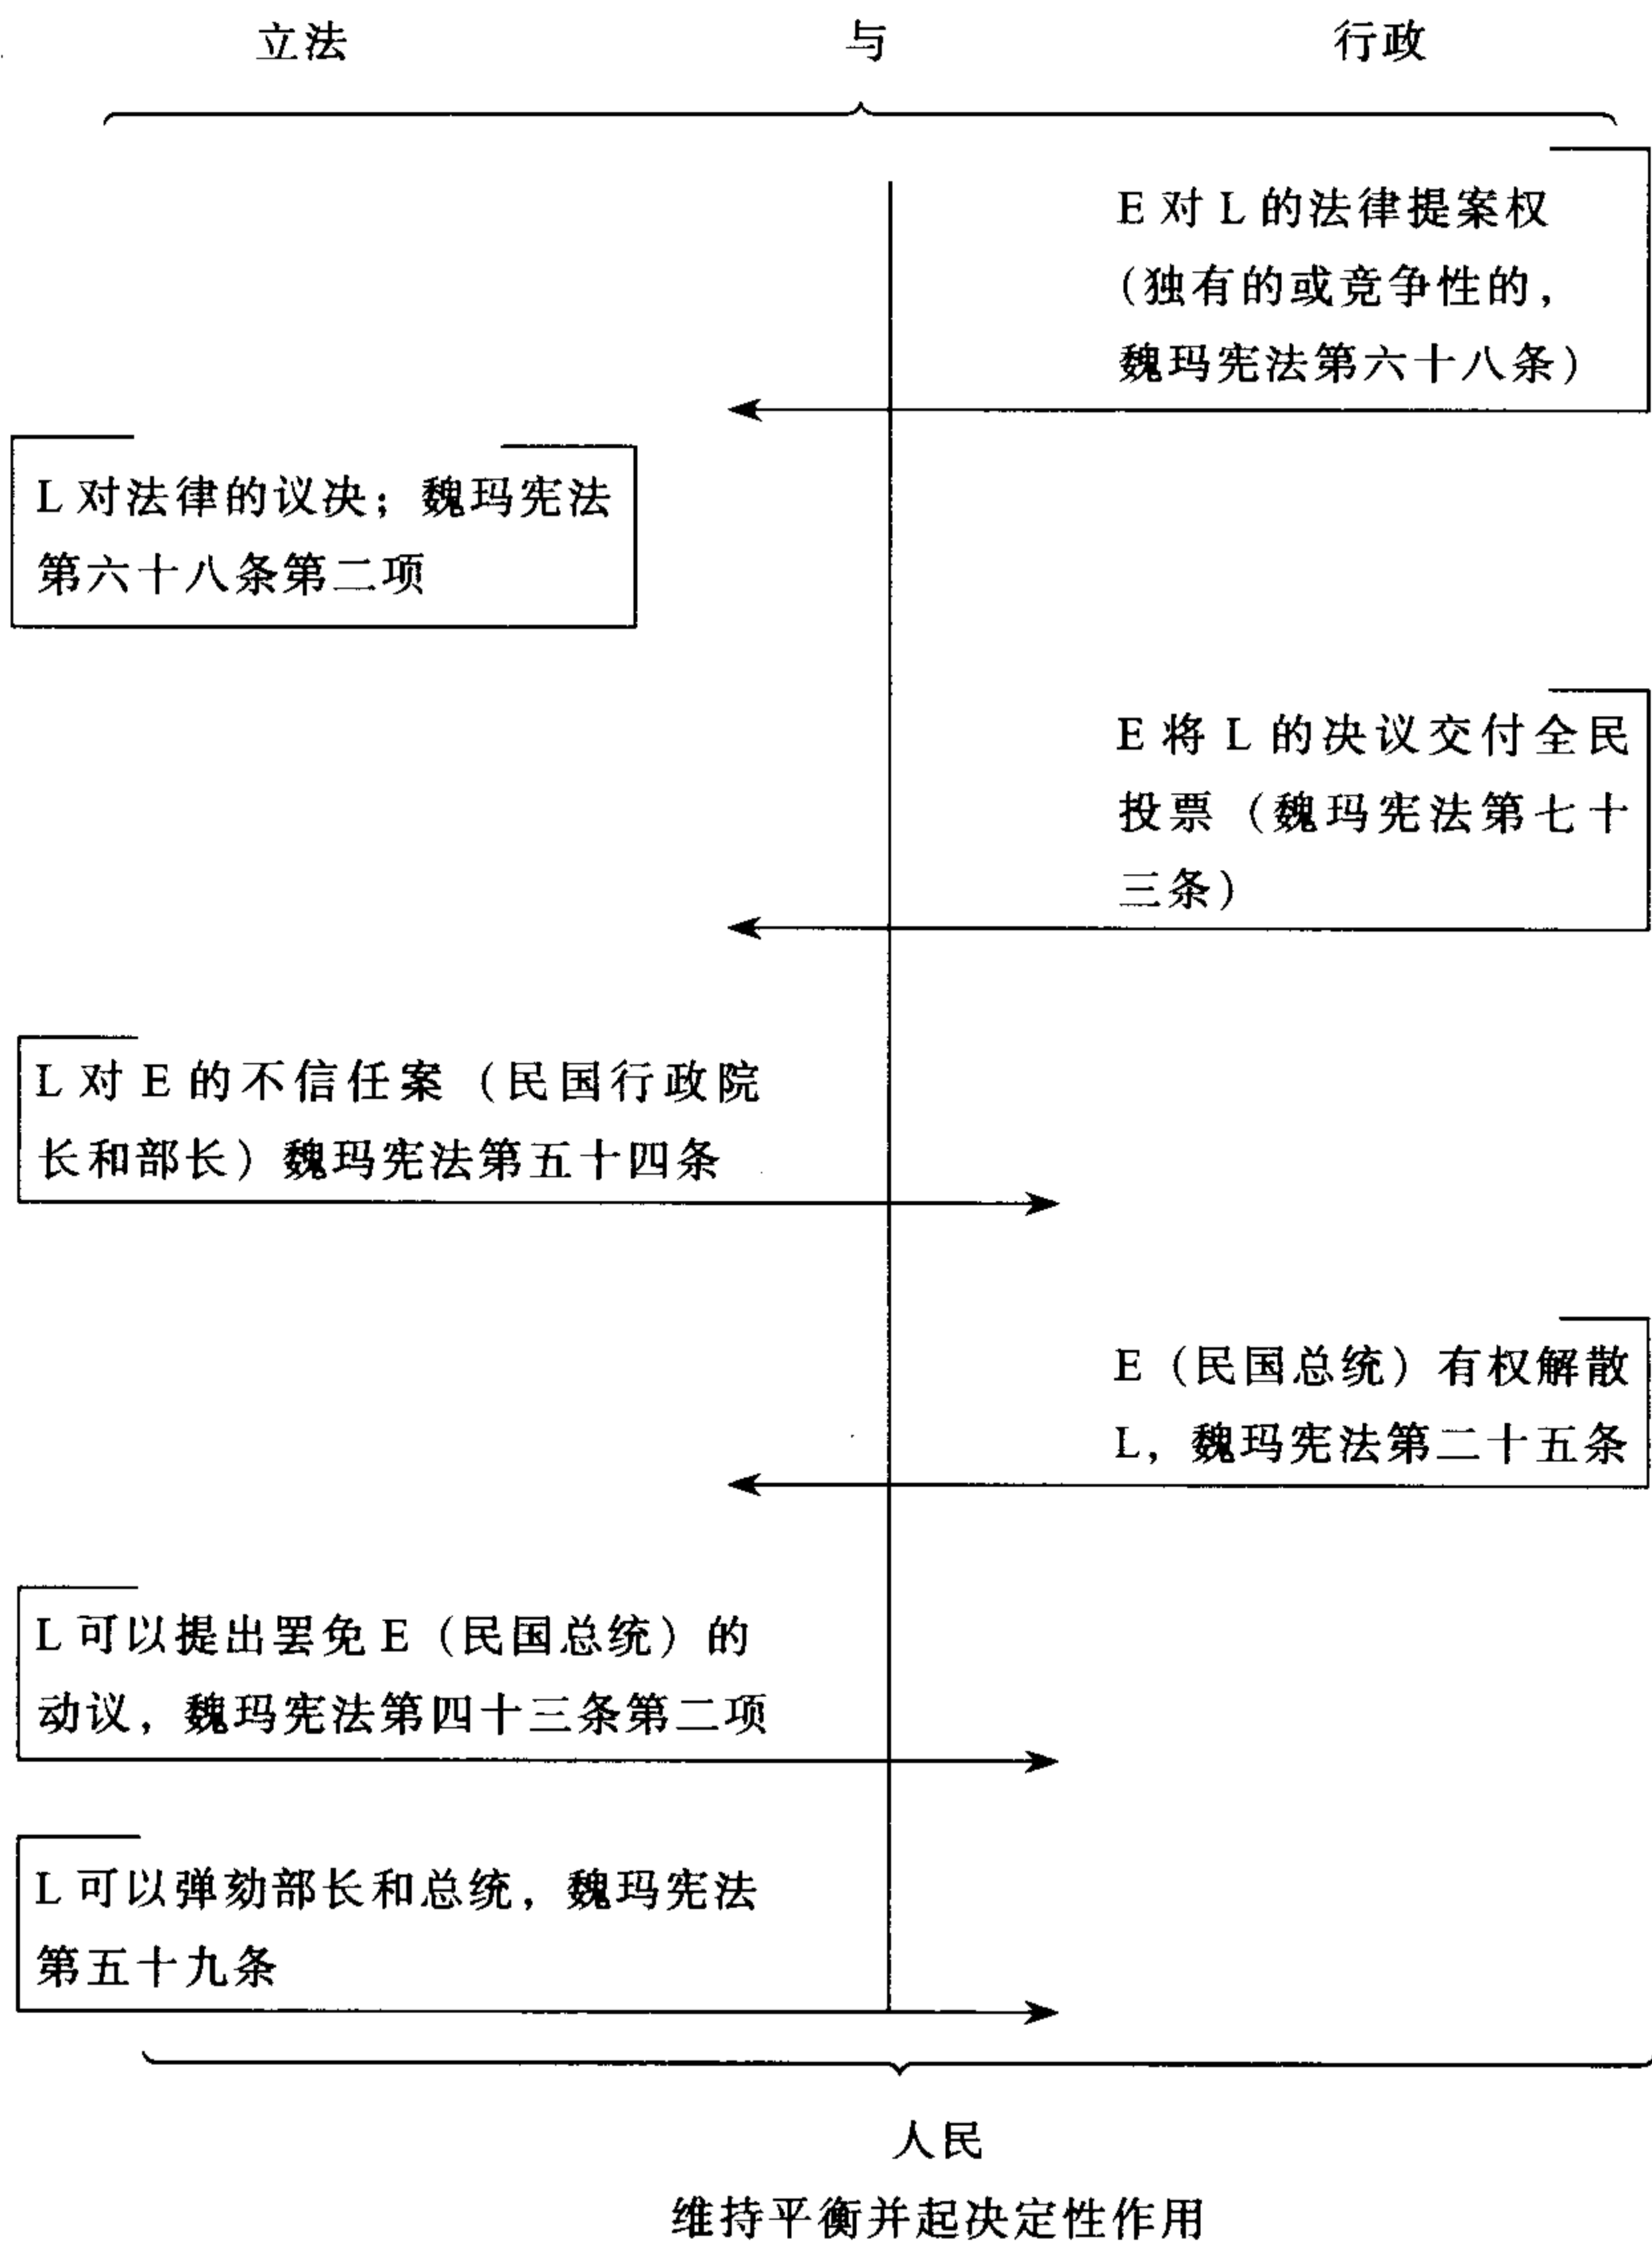 立法 与 行政
E 对 L 的法律提案权
(独有的或竞争性的,
魏玛宪法第六十八条)
L 对法律的议决；魏玛宪法
第六十八条第二项
E 将 L 的决议交付全民
投票（魏玛宪法第七十
三条）
L 对 E 的不信任案（民国行政院
长和部长）魏玛宪法第五十四条
E（民国总统）有权解散
L，魏玛宪法第二十五条
L 可以提出罢免 E（民国总统）的
动议，魏玛宪法第四十三条第二项
L 可以弹劾部长和总统，魏玛宪法
第五十九条
人民
维持平衡并起决定性作用